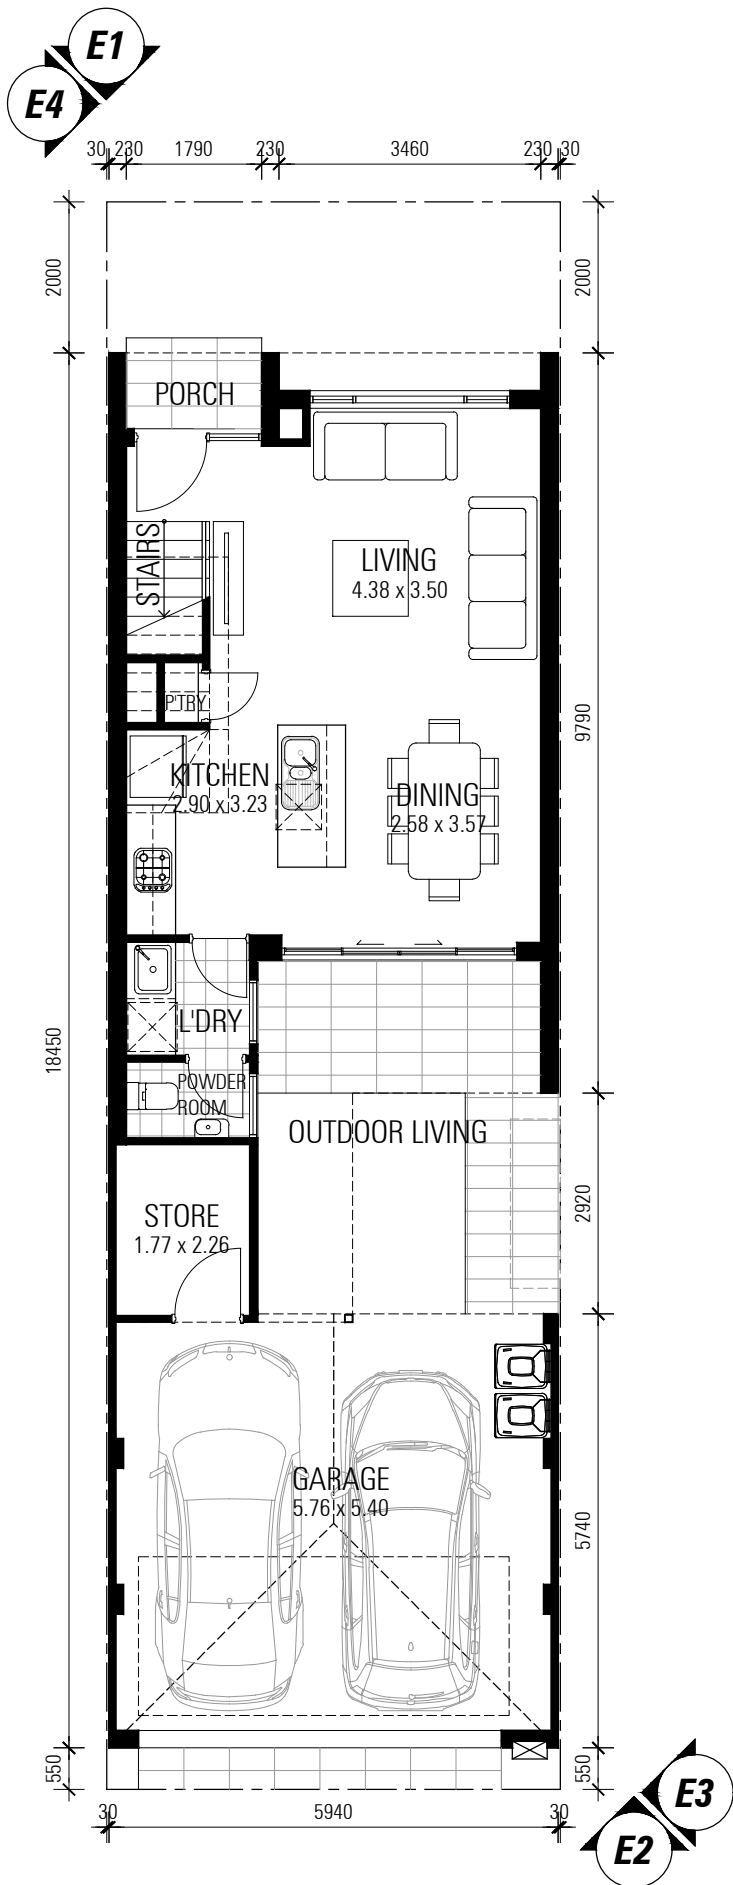 E1
E4
30 230 1790 230 3460 230 30
2000
2000
PORCH
STAIRS
LIVING
4.38 x 3.50
P'TRY
9790
KITCHEN
2.90 x 3.23
DINING
2.58 x 3.57
18450
L'DRY
POWDER
ROOM
OUTDOOR LIVING
2920
STORE
1.77 x 2.26
GARAGE
5.76 x 5.40
5740
550
550
30 5940 30
E3
E2